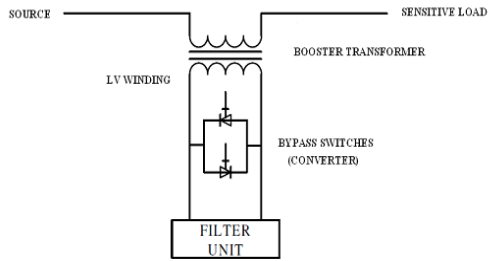 SOURCE
SENSITIVE LOAD
BOOSTER TRANSFORMER
LV WINDING
BYPASS SWITCHES
(CONVERTER)
FILTER
UNIT